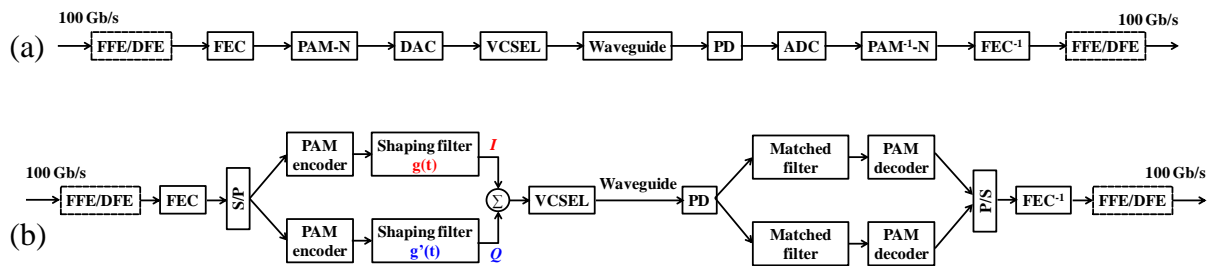 100 Gb/s
100 Gb/s
(a)
FFE/DFE
FEC
PAM-N
DAC
VCSEL
Waveguide
PD
ADC
PAM⁻¹-N
FEC⁻¹
FFE/DFE
(b)
100 Gb/s
FFE/DFE
FEC
S/P
PAM
encoder
Shaping filter
g(t)
I
PAM
encoder
Shaping filter
g'(t)
Q
Σ
VCSEL
Waveguide
PD
Matched
filter
PAM
decoder
Matched
filter
PAM
decoder
P/S
FEC⁻¹
FFE/DFE
100 Gb/s